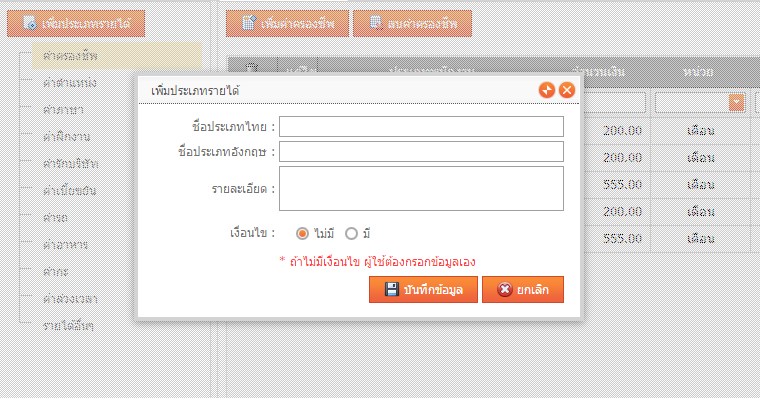 เพิ่มประเภทรายได้
เพิ่มค่าครองชีพ
ลบค่าครองชีพ
ค่าครองชีพ
ค่าตำแหน่ง
ค่าภาษา
ค่าฝึกงาน
ค่ารักบริษัท
ค่าเบี้ยขยัน
ค่ารถ
ค่าอาหาร
ค่ากะ
ค่าล่วงเวลา
รายได้อื่นๆ
จำนวนเงิน หน่วย
200.00 เดือน
200.00 เดือน
555.00 เดือน
200.00 เดือน
555.00 เดือน
เพิ่มประเภทรายได้
ชื่อประเภทไทย :
ชื่อประเภทอังกฤษ :
รายละเอียด :
เงื่อนไข : ไม่มี มี
* ถ้าไม่มีเงื่อนไข ผู้ใช้ต้องกรอกข้อมูลเอง
บันทึกข้อมูล ยกเลิก